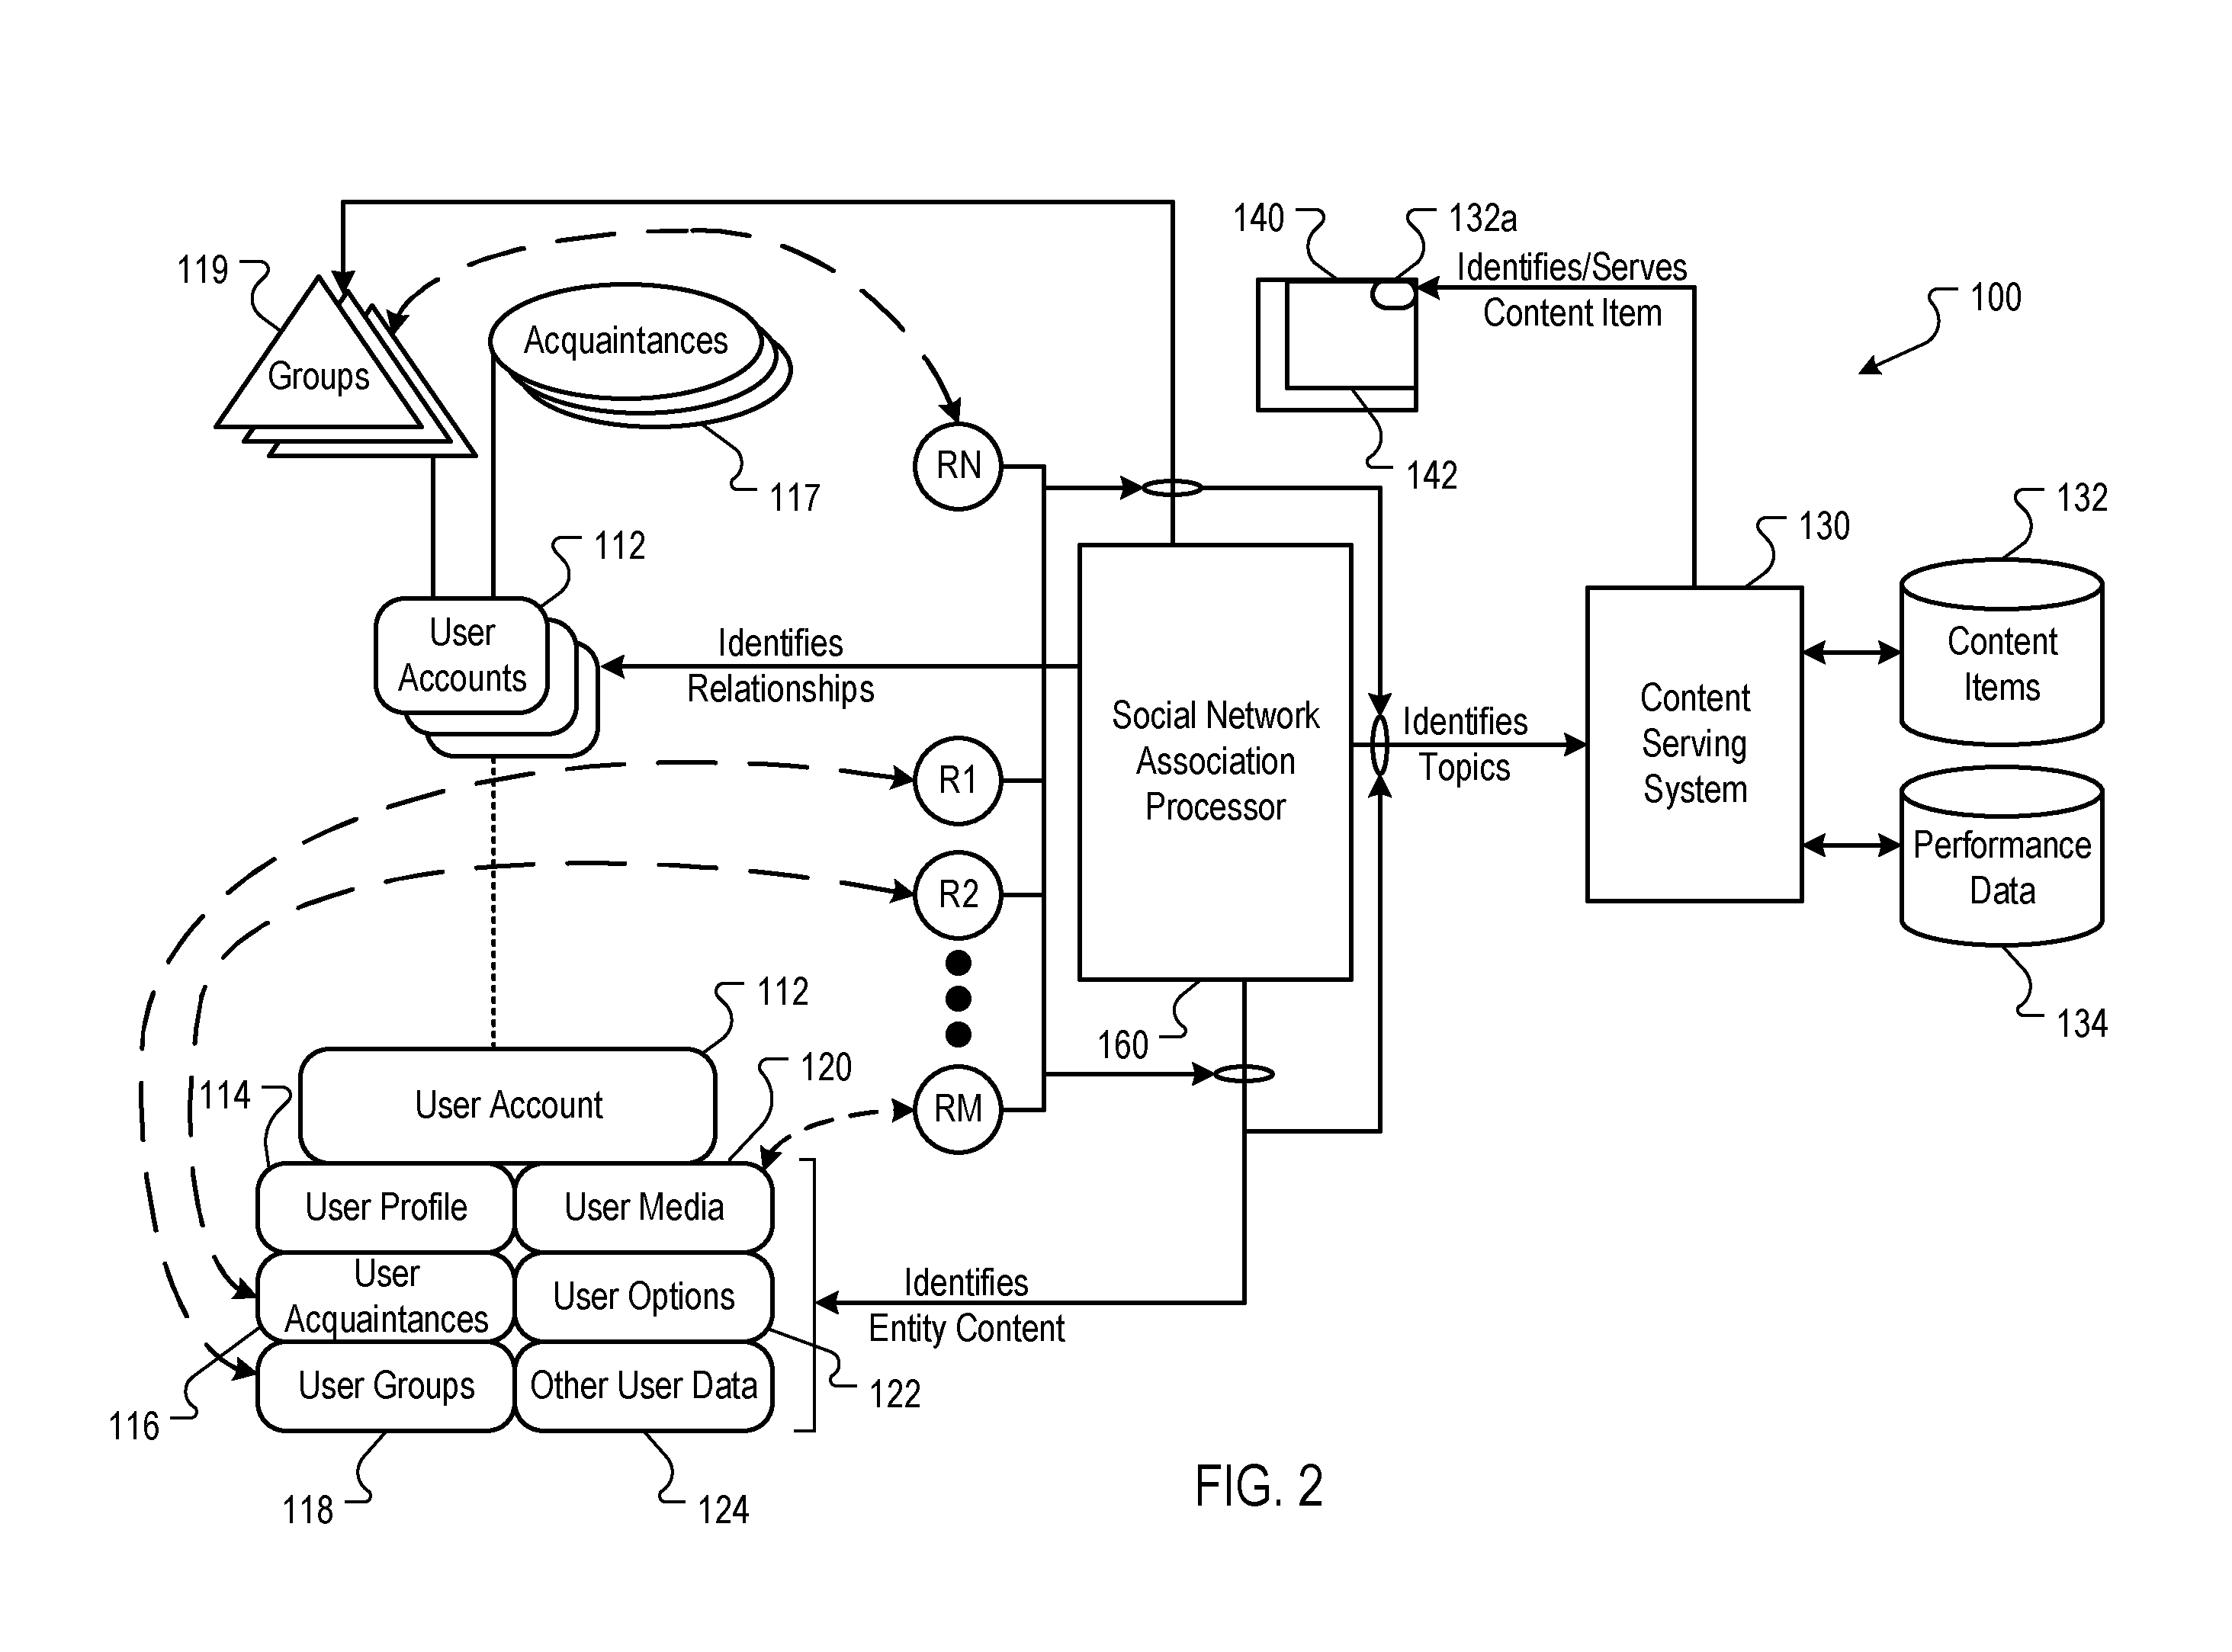 140
132a
119
Identifies/Serves
Content Item
100
Acquaintances
Groups
RN
142
117
132
130
112
User
Accounts
Identifies
Relationships
Content
Items
Social Network
Association
Processor
Identifies
Topics
Content
Serving
System
R1
R2
Performance
Data
112
160
134
120
114
User Account
RM
User Profile
User Media
User
Acquaintances
User Options
Identifies
Entity Content
User Groups
Other User Data
122
116
118
124
FIG. 2